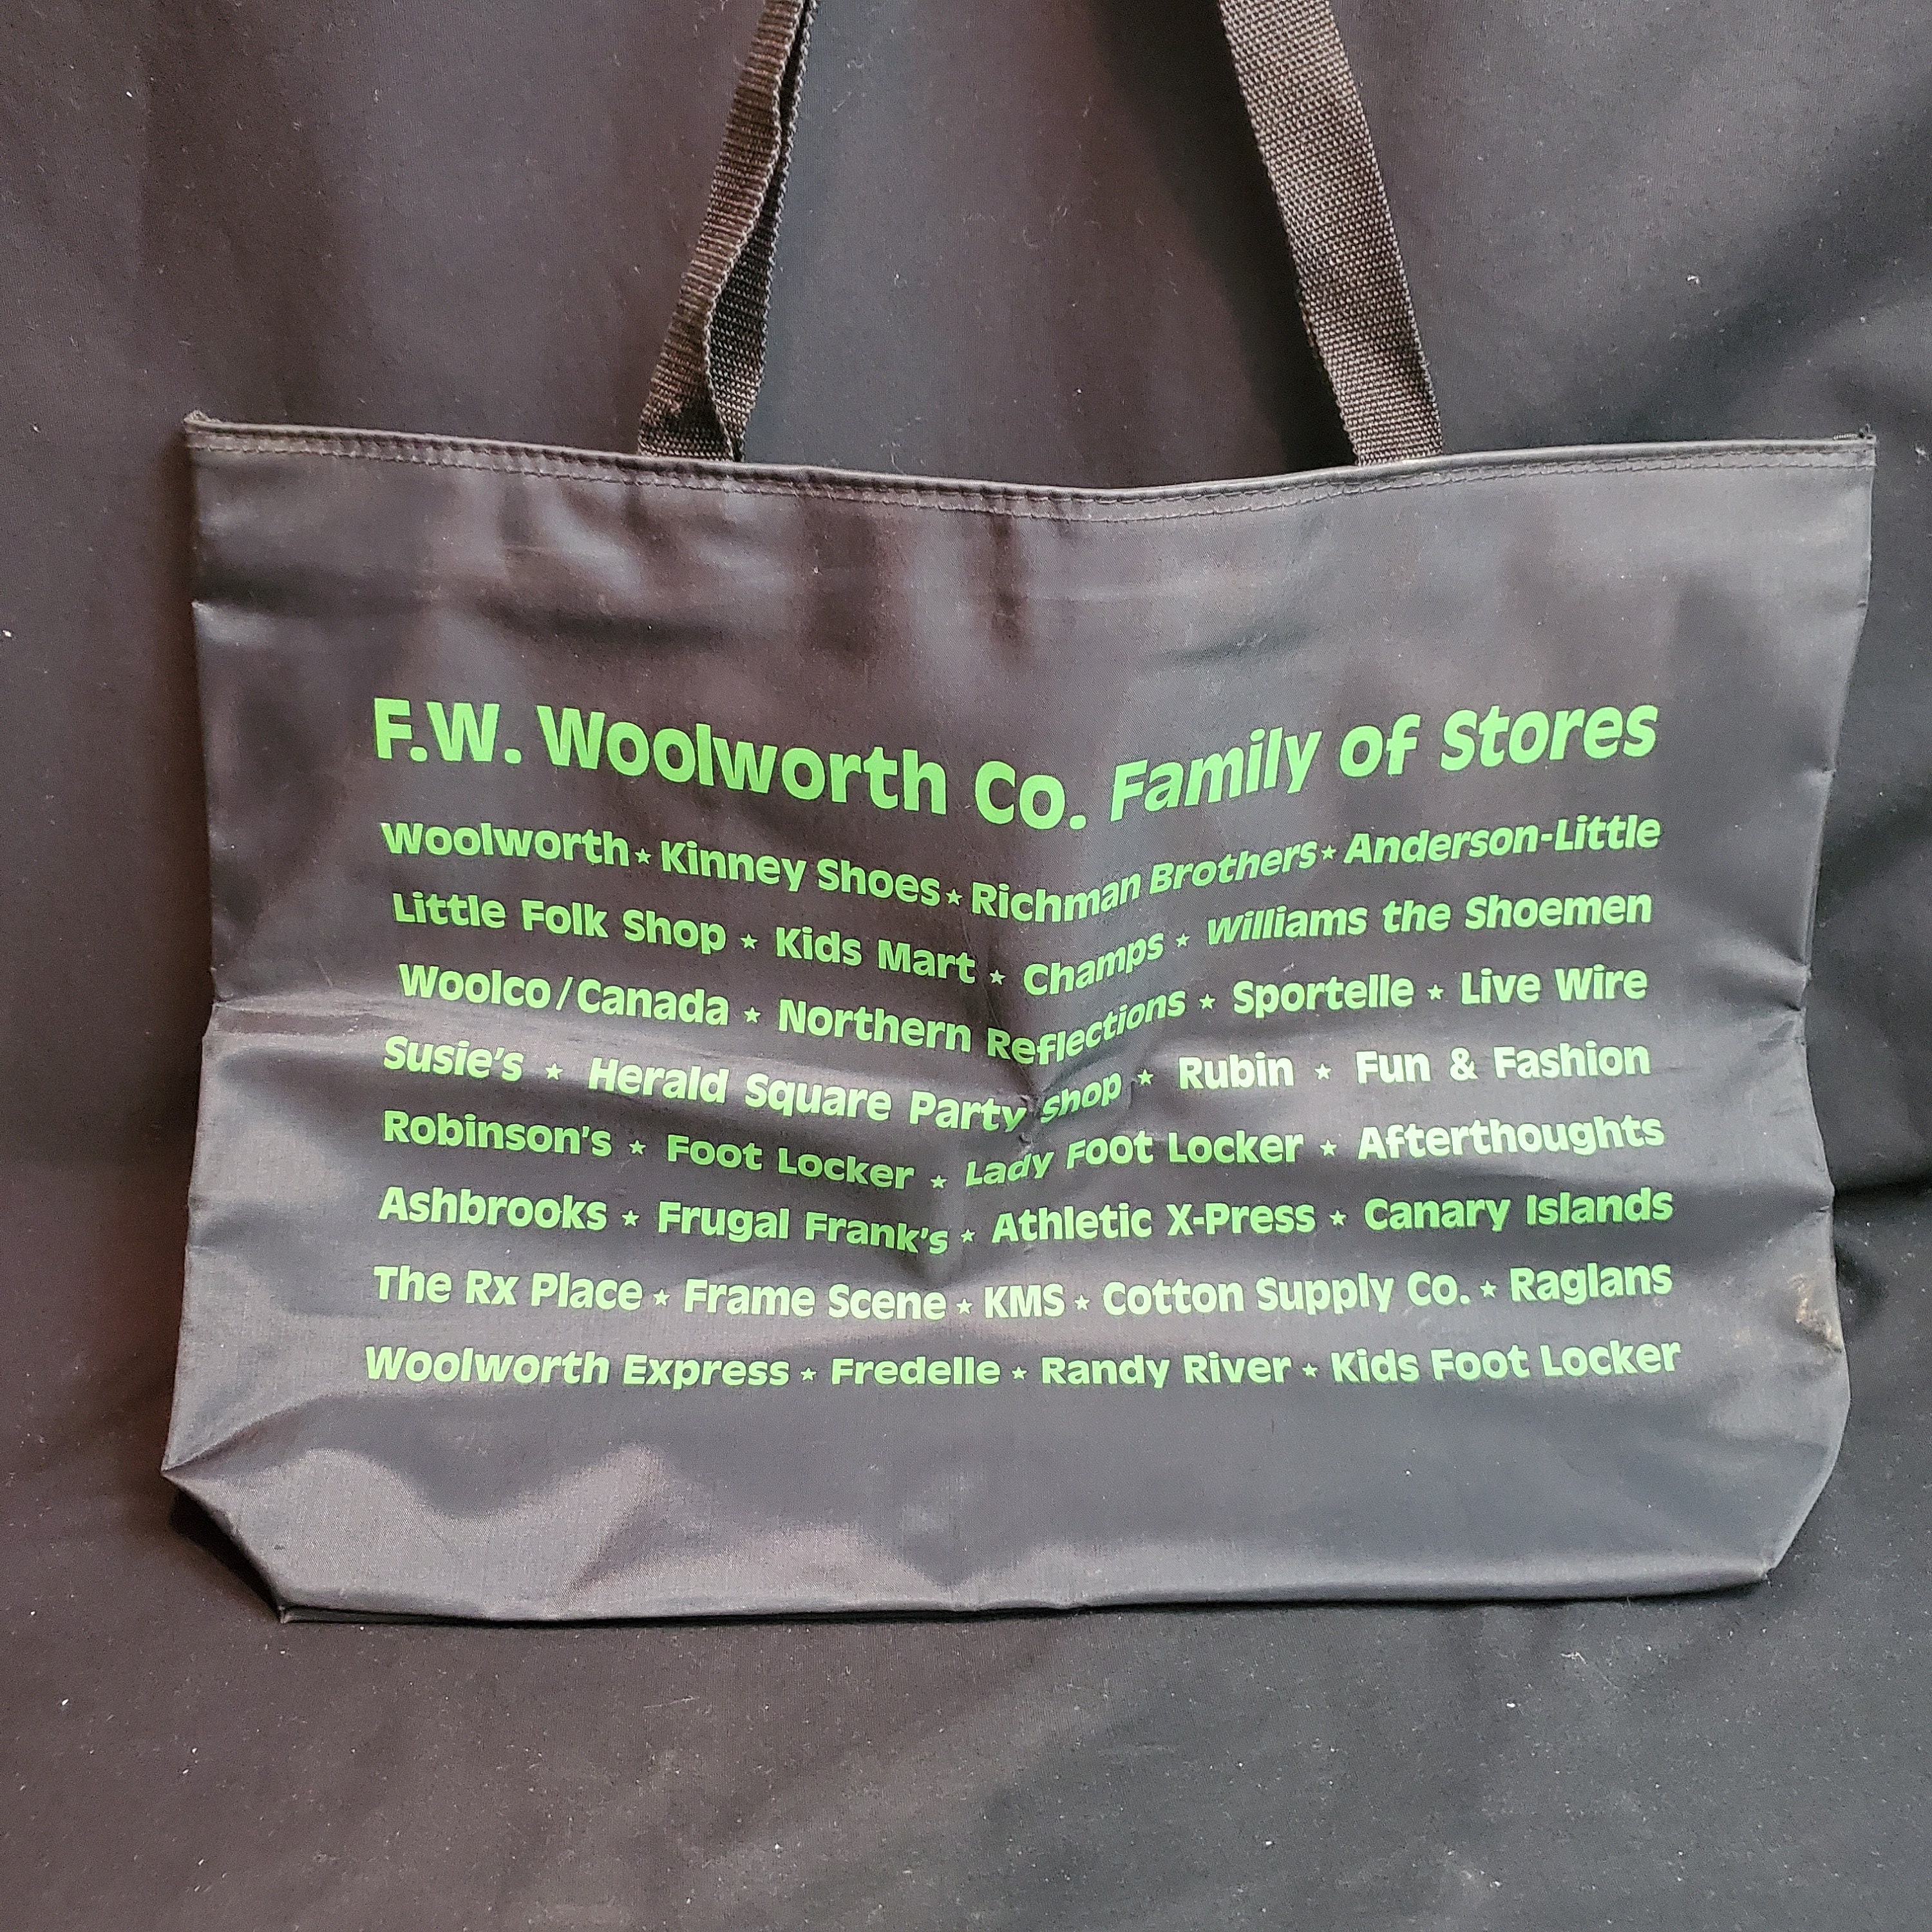 F.W. Woolworth Co. Family of Stores
Woolworth ★ Kinney Shoes ★ Richman Brothers ★ Anderson-Little
Little Folk Shop ★ Kids Mart ★ Champs ★ Williams the Shoemen
Woolco/Canada ★ Northern Reflections ★ Sportelle ★ Live Wire
Susie's ★ Herald Square Party Shop ★ Rubin ★ Fun & Fashion
Robinson's ★ Foot Locker ★ Lady Foot Locker ★ Afterthoughts
Ashbrooks ★ Frugal Frank's ★ Athletic X-Press ★ Canary Islands
The Rx Place ★ Frame Scene ★ KMS ★ Cotton Supply Co. ★ Raglans
Woolworth Express ★ Fredelle ★ Randy River ★ Kids Foot Locker